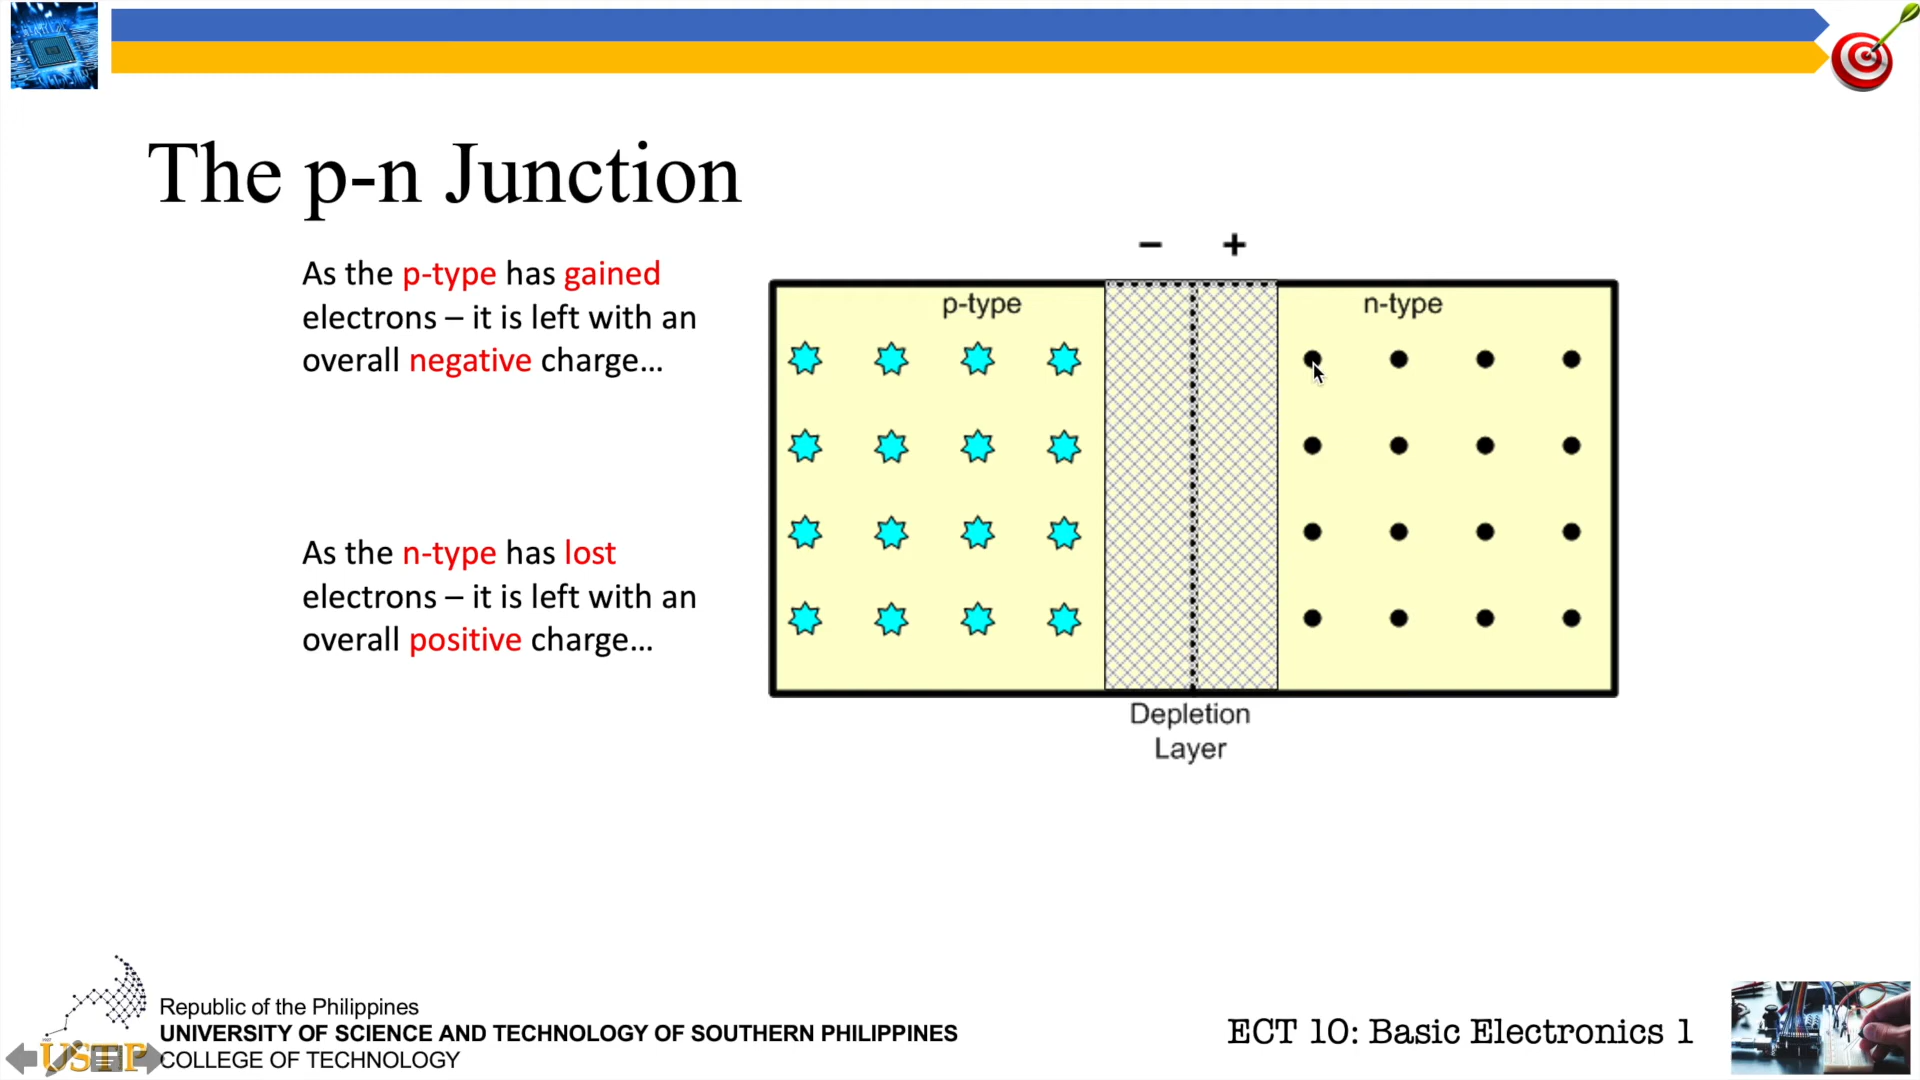 The p-n Junction
As the p-type has gained
electrons – it is left with an
overall negative charge...
As the n-type has lost
electrons – it is left with an
overall positive charge...
– +
p-type
n-type
Depletion
Layer
Republic of the Philippines
UNIVERSITY OF SCIENCE AND TECHNOLOGY OF SOUTHERN PHILIPPINES
COLLEGE OF TECHNOLOGY
USTP
ECT 10: Basic Electronics 1